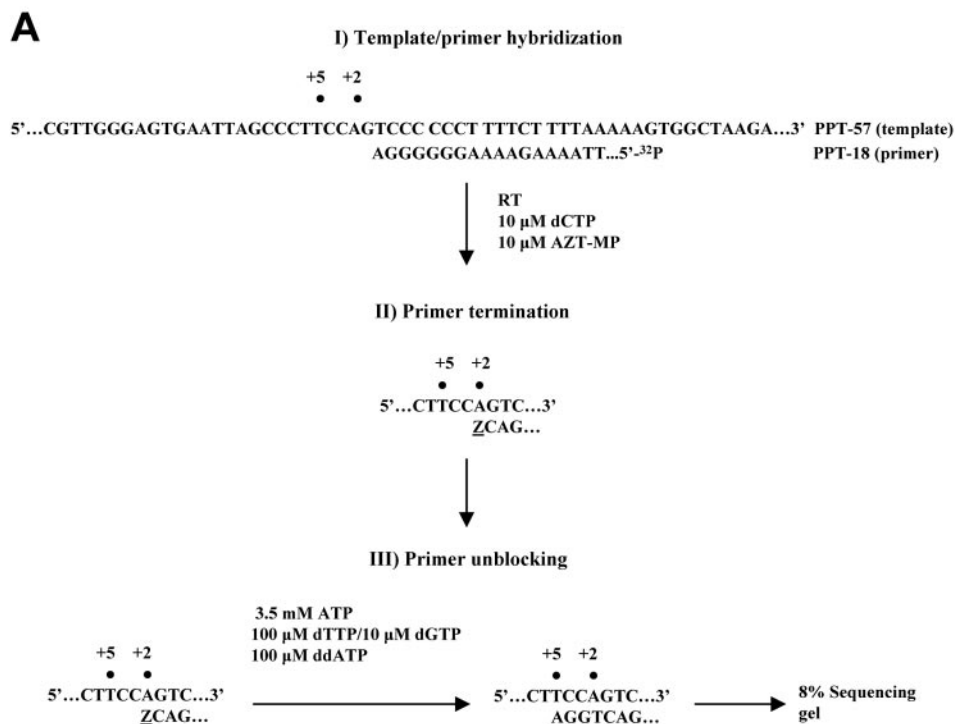 A
I) Template/primer hybridization
+5 +2
5’…CGTTGGGAGTGAATTAGCCCTTCCAGTCCC CCCCT TTTCT TTTAAAAAGTGGCTAAGA…3’ PPT-57 (template)
AGGGGGGAAAAGAAAATT...5’-³²P PPT-18 (primer)
RT
10 µM dCTP
10 µM AZT-MP
II) Primer termination
+5 +2
5’…CTTCCAGTC…3’
ZCAG…
III) Primer unblocking
3.5 mM ATP
100 µM dTTP/10 µM dGTP
100 µM ddATP
+5 +2
5’…CTTCCAGTC…3’
ZCAG…
+5 +2
5’…CTTCCAGTC…3’
AGGTCAG…
8% Sequencing
gel